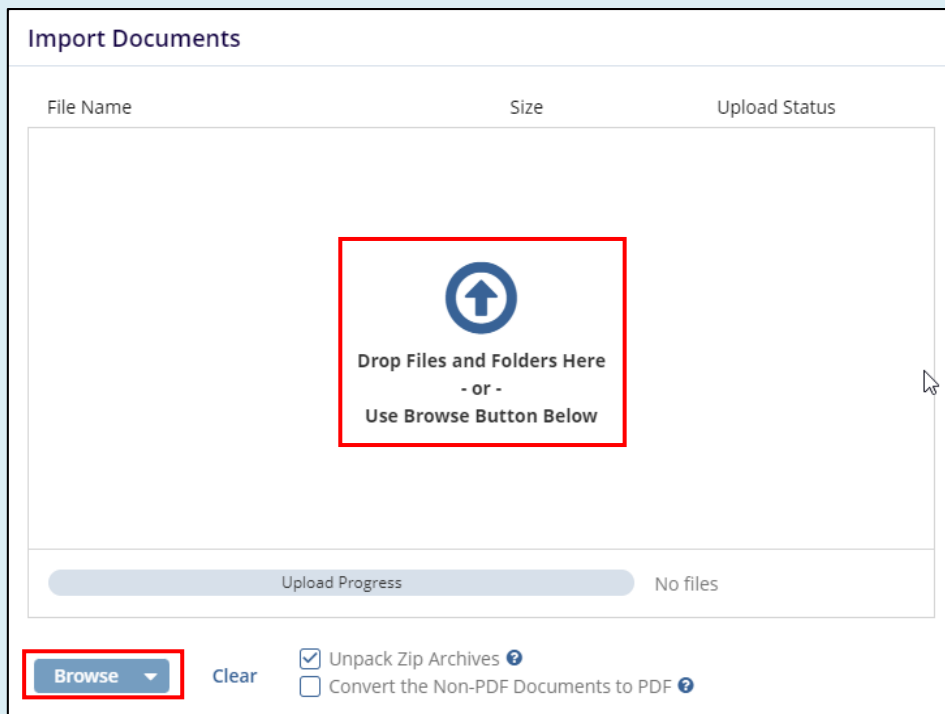 Import Documents
File Name Size Upload Status
Drop Files and Folders Here
- or -
Use Browse Button Below
Upload Progress No files
Browse Clear
Unpack Zip Archives ?
Convert the Non-PDF Documents to PDF ?